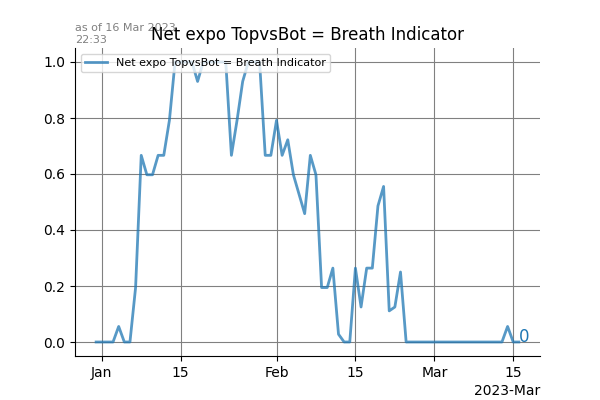 as of 16 Mar 2023
22:33
Net expo TopvsBot = Breath Indicator
Net expo TopvsBot = Breath Indicator
1.0
0.8
0.6
0.4
0.2
0.0
0
Jan 15 Feb 15 Mar 15
2023-Mar